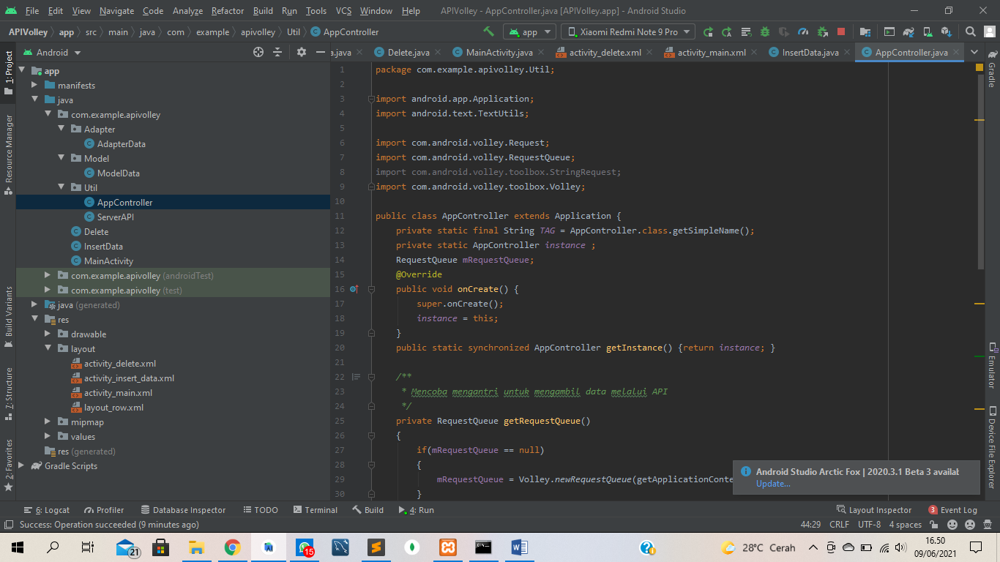 File Edit View Navigate Code Analyze Refactor Build Run Tools VCS Window Help APIVolley - AppController.java [APIVolley.app] - Android Studio
APIVolley app src main java com example apivolley Util AppController app Xiaomi Redmi Note 9 Pro
Android a.java Delete.java MainActivity.java activity_delete.xml activity_main.xml InsertData.java AppController.java
1: Project
Resource Manager
Build Variants
7: Structure
2: Favorites
app
manifests
java
com.example.apivolley
Adapter
AdapterData
Model
ModelData
Util
AppController
ServerAPI
Delete
InsertData
MainActivity
com.example.apivolley (androidTest)
com.example.apivolley (test)
java (generated)
res
drawable
layout
activity_delete.xml
activity_insert_data.xml
activity_main.xml
layout_row.xml
mipmap
values
res (generated)
Gradle Scripts
1 package com.example.apivolley.Util;
2
3 import android.app.Application;
4 import android.text.TextUtils;
5
6 import com.android.volley.Request;
7 import com.android.volley.RequestQueue;
8 import com.android.volley.toolbox.StringRequest;
9 import com.android.volley.toolbox.Volley;
10
11 public class AppController extends Application {
12 private static final String TAG = AppController.class.getSimpleName();
13 private static AppController instance ;
14 RequestQueue mRequestQueue;
15 @Override
16 public void onCreate() {
17 super.onCreate();
18 instance = this;
19 }
20 public static synchronized AppController getInstance() {return instance; }
21
22 /**
23 * Mencoba mengantri untuk mengambil data melalui API
24 */
25 private RequestQueue getRequestQueue()
26 {
27 if(mRequestQueue == null)
28 {
29 mRequestQueue = Volley.newRequestQueue(getApplicationConte
30 }
Gradle
Emulator
Device File Explorer
Android Studio Arctic Fox | 2020.3.1 Beta 3 availal
Update...
6: Logcat Profiler Database Inspector TODO Terminal Build 4: Run Layout Inspector 3 Event Log
Success: Operation succeeded (9 minutes ago) 44:29 CRLF UTF-8 4 spaces
21 15 28°C Cerah 16.50
09/06/2021